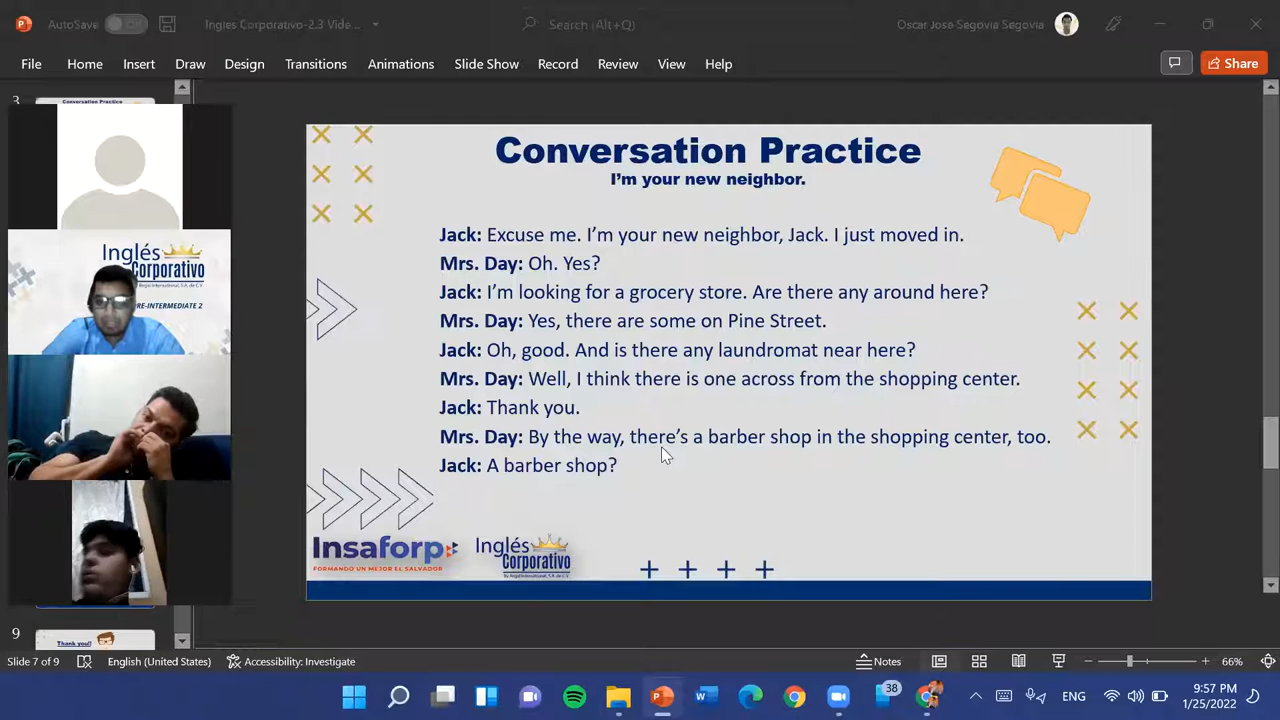 AutoSave Off
Ingles Corporativo-2.3 Vide...
Search (Alt+Q)
Oscar José Segovia Segovia
File Home Insert Draw Design Transitions Animations Slide Show Record Review View Help
Share
3
Conversation Practice
Inglés
Corporativo
PRE-INTERMEDIATE 2
Conversation Practice
I'm your new neighbor.
Jack: Excuse me. I'm your new neighbor, Jack. I just moved in.
Mrs. Day: Oh. Yes?
Jack: I'm looking for a grocery store. Are there any around here?
Mrs. Day: Yes, there are some on Pine Street.
Jack: Oh, good. And is there any laundromat near here?
Mrs. Day: Well, I think there is one across from the shopping center.
Jack: Thank you.
Mrs. Day: By the way, there's a barber shop in the shopping center, too.
Jack: A barber shop?
Insaforp
FORMANDO UN MEJOR EL SALVADOR
Inglés
Corporativo
9
Thank you!!
Slide 7 of 9
English (United States)
Accessibility: Investigate
Notes
66%
38
ENG
9:57 PM
1/25/2022